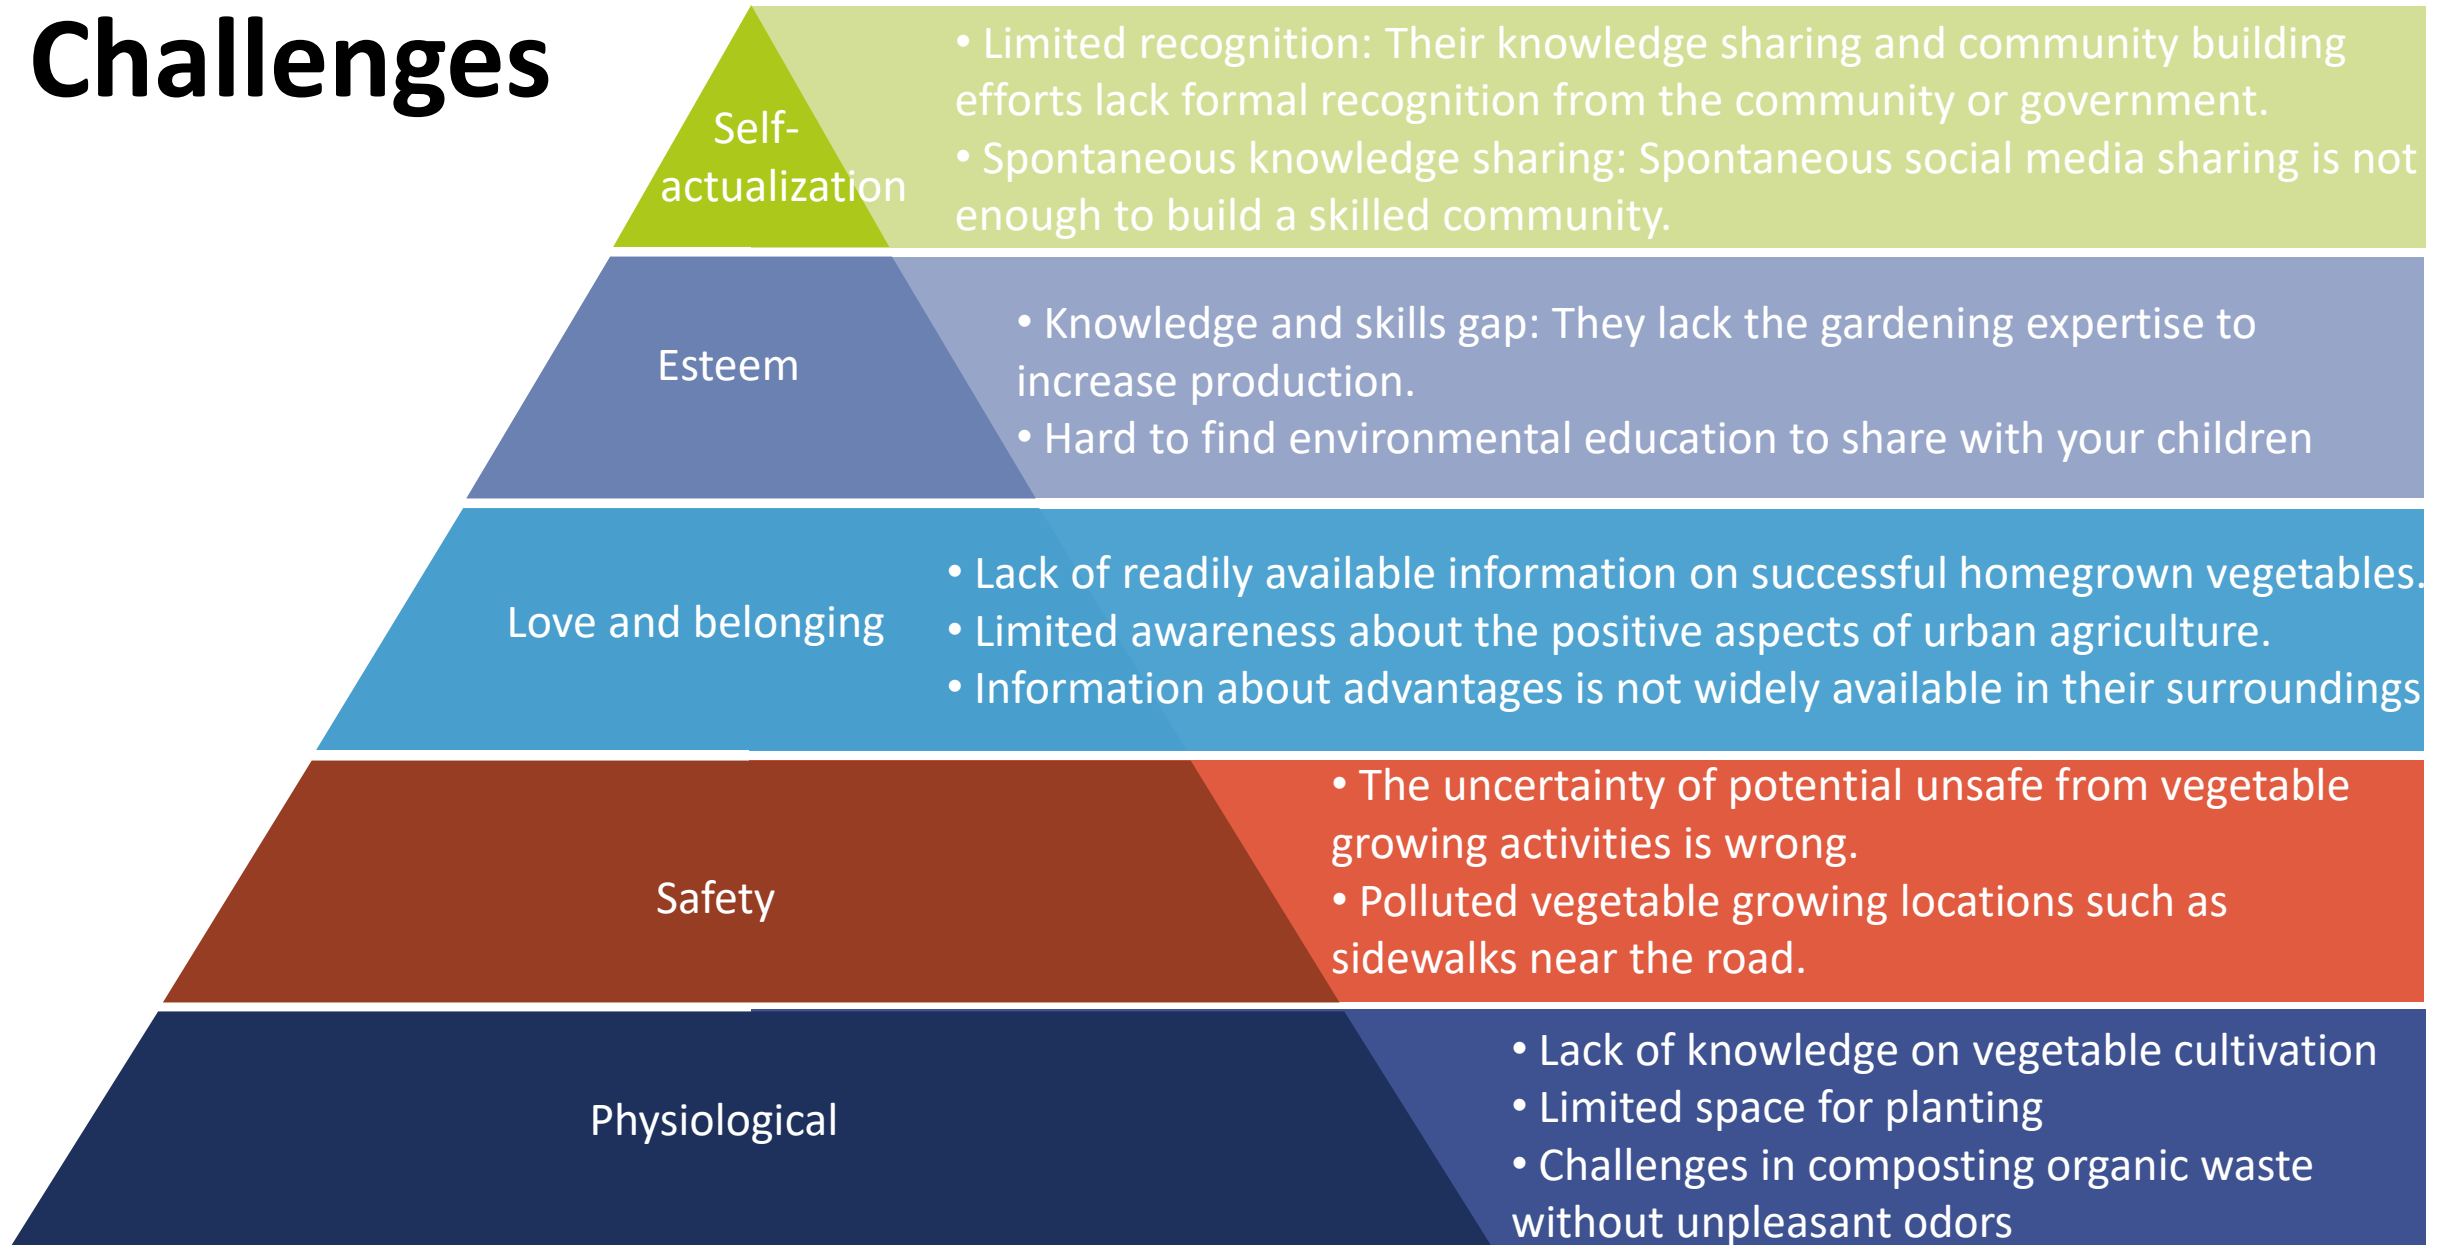 Challenges
Self-
actualization
• Limited recognition: Their knowledge sharing and community building
efforts lack formal recognition from the community or government.
• Spontaneous knowledge sharing: Spontaneous social media sharing is not
enough to build a skilled community.
Esteem
• Knowledge and skills gap: They lack the gardening expertise to
increase production.
• Hard to find environmental education to share with your children
Love and belonging
• Lack of readily available information on successful homegrown vegetables.
• Limited awareness about the positive aspects of urban agriculture.
• Information about advantages is not widely available in their surroundings
Safety
• The uncertainty of potential unsafe from vegetable
growing activities is wrong.
• Polluted vegetable growing locations such as
sidewalks near the road.
Physiological
• Lack of knowledge on vegetable cultivation
• Limited space for planting
• Challenges in composting organic waste
without unpleasant odors